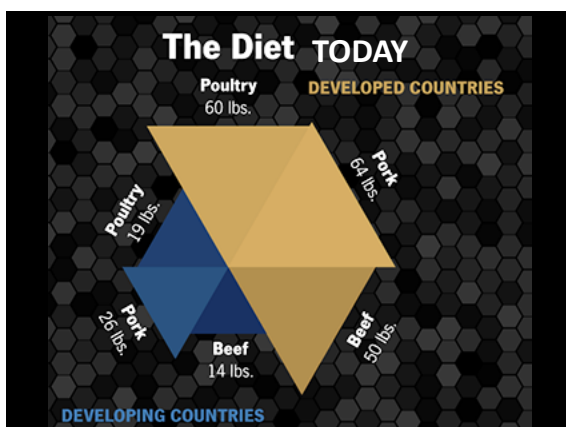 The Diet TODAY
DEVELOPED COUNTRIES
Poultry
60 lbs.
Pork
64 lbs.
Beef
50 lbs.
Poultry
19 lbs.
Pork
26 lbs.
Beef
14 lbs.
DEVELOPING COUNTRIES